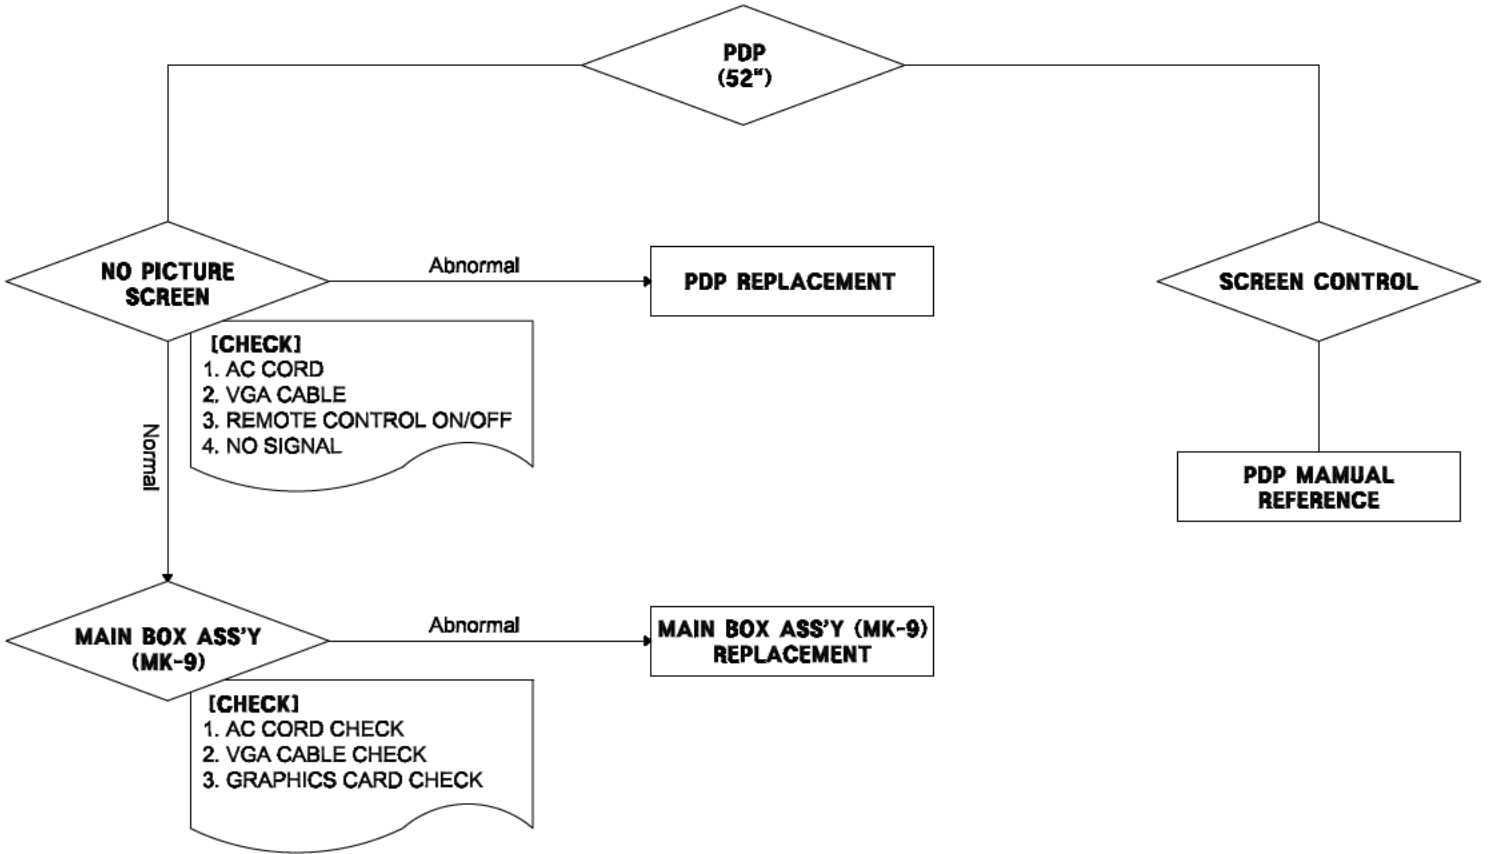 PDP
(52")
NO PICTURE
SCREEN
Abnormal
PDP REPLACEMENT
SCREEN CONTROL
[CHECK]
1. AC CORD
2. VGA CABLE
3. REMOTE CONTROL ON/OFF
4. NO SIGNAL
Normal
PDP MAMUAL
REFERENCE
MAIN BOX ASS'Y
(MK-9)
Abnormal
MAIN BOX ASS'Y (MK-9)
REPLACEMENT
[CHECK]
1. AC CORD CHECK
2. VGA CABLE CHECK
3. GRAPHICS CARD CHECK